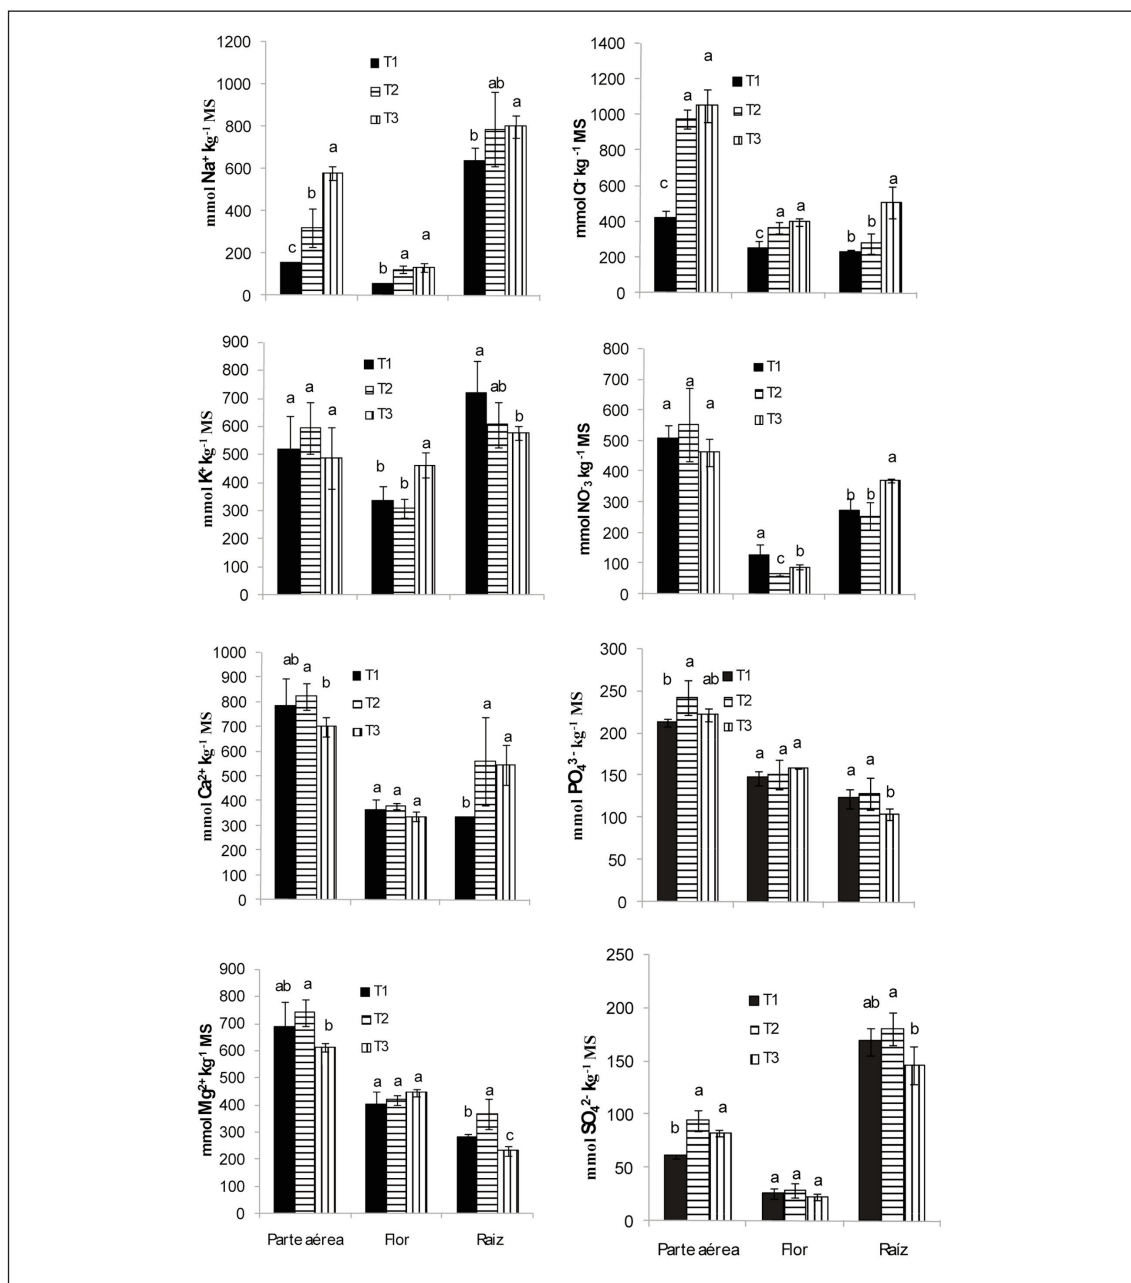 mmol Na⁺ kg⁻¹ MS
1200
1000
800
600
400
200
0
T1
T2
T3
c
b
a
b
a
a
b
ab
a
mmol Cl⁻ kg⁻¹ MS
1400
1200
1000
800
600
400
200
0
T1
T2
T3
c
a
a
c
a
a
b
b
a
mmol K⁺ kg⁻¹ MS
900
800
700
600
500
400
300
200
100
0
T1
T2
T3
a
a
a
b
b
a
a
ab
b
mmol NO⁻₃ kg⁻¹ MS
800
700
600
500
400
300
200
100
0
T1
T2
T3
a
a
a
a
c
b
b
b
a
mmol Ca²⁺ kg⁻¹ MS
1000
900
800
700
600
500
400
300
200
100
0
T1
T2
T3
ab
a
b
a
a
a
b
a
a
mmol PO₄³⁻ kg⁻¹ MS
300
250
200
150
100
50
0
T1
T2
T3
b
a
ab
a
a
a
a
a
b
mmol Mg²⁺ kg⁻¹ MS
900
800
700
600
500
400
300
200
100
0
T1
T2
T3
ab
a
b
a
a
a
b
a
c
Parte aérea Flor Raiz
mmol SO₄²⁻ kg⁻¹ MS
250
200
150
100
50
0
T1
T2
T3
b
a
a
a
a
a
ab
a
b
Parte aérea Flor Raíz